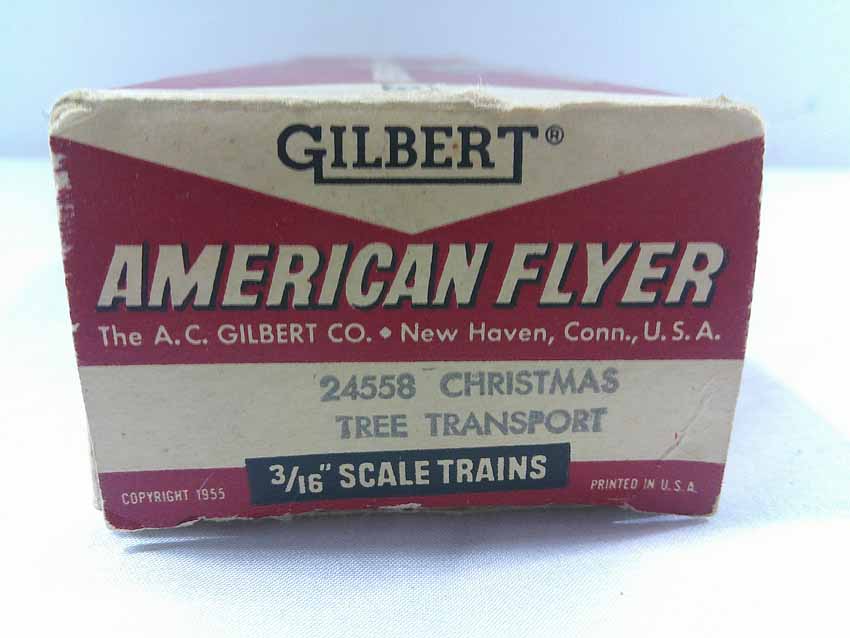 GILBERT®
AMERICAN FLYER
The A.C. GILBERT CO. • New Haven, Conn., U.S.A.
24558 CHRISTMAS
TREE TRANSPORT
3/16" SCALE TRAINS
COPYRIGHT 1955
PRINTED IN U.S.A.